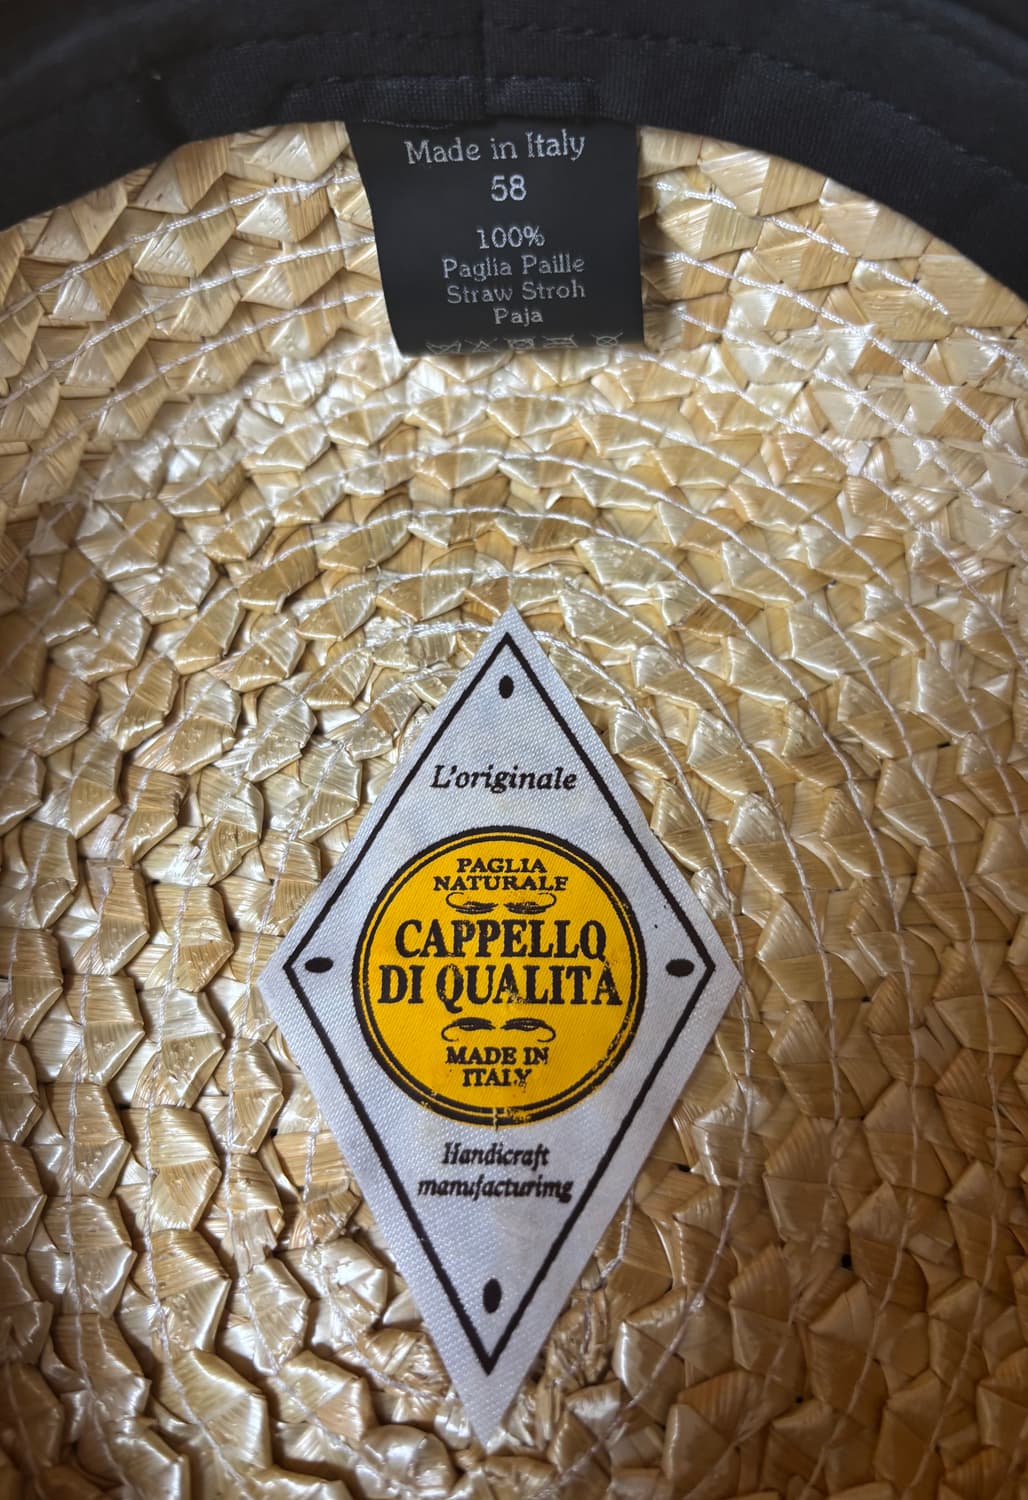 Made in Italy
58
100%
Paglia Paille
Straw Stroh
Paja
L'originale
PAGLIA
NATURALE
CAPPELLO
DI QUALITA
MADE IN
ITALY
Handicraft
manufacturimg